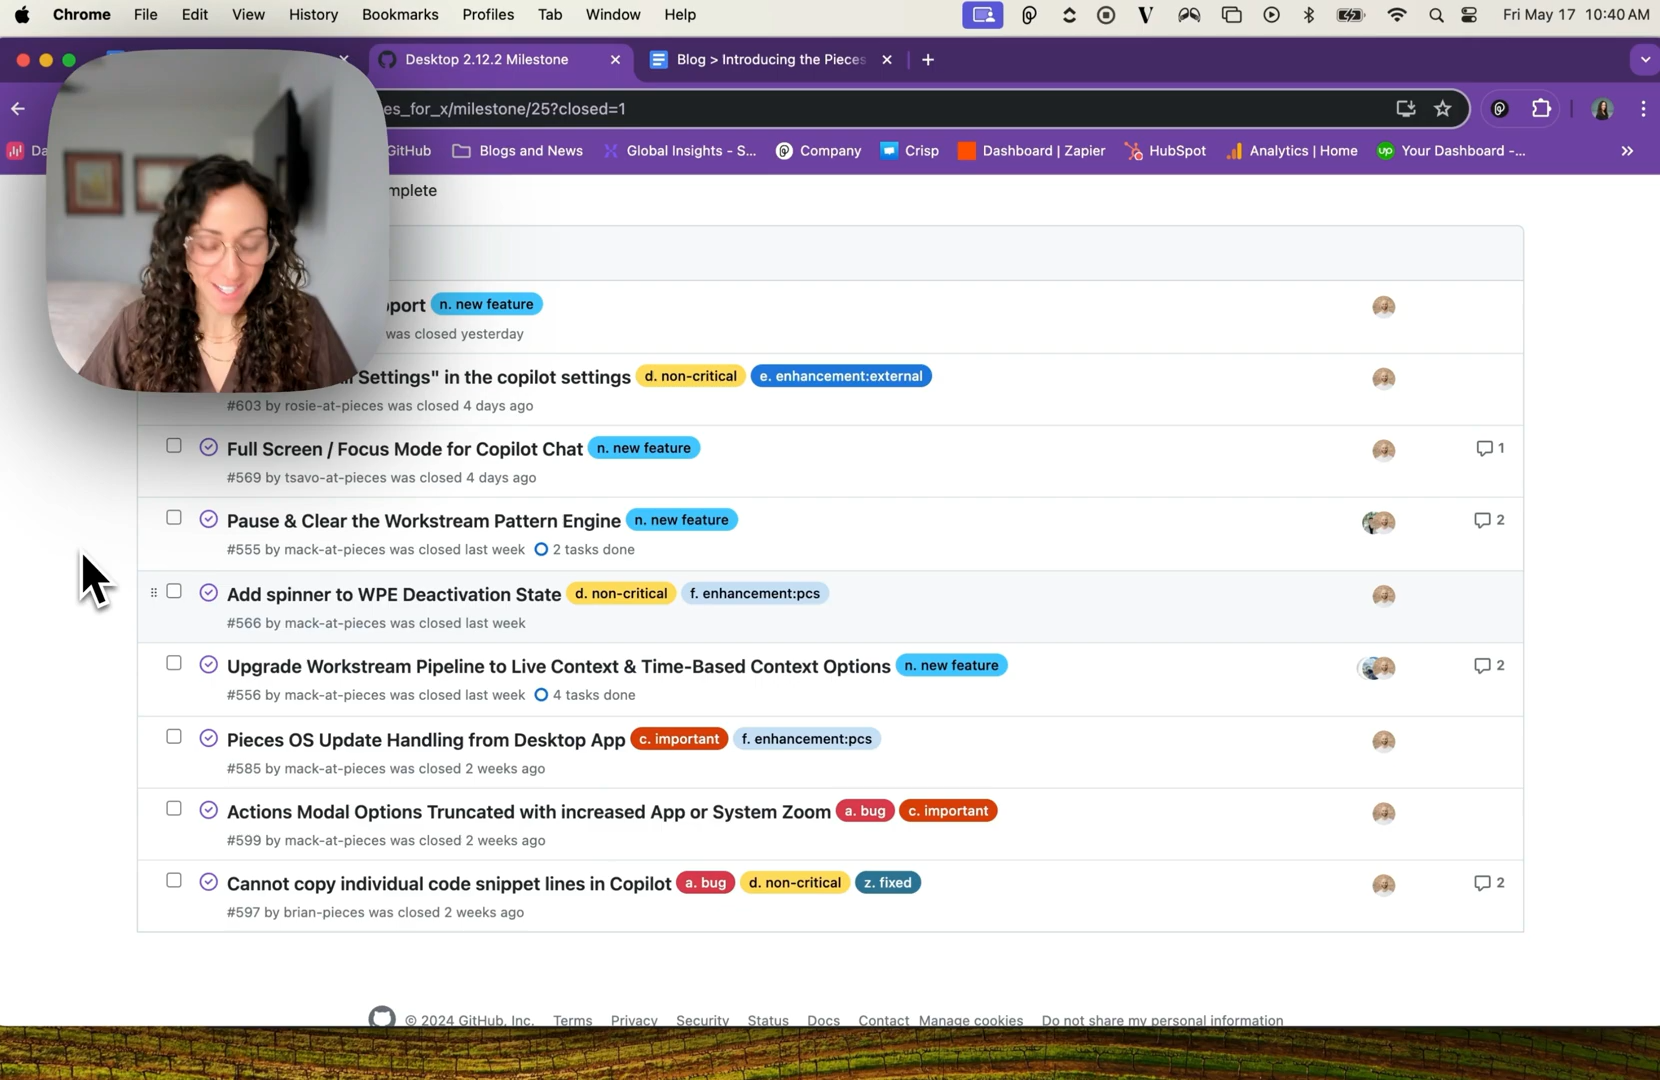 Chrome File Edit View History Bookmarks Profiles Tab Window Help Fri May 17 10:40 AM
Desktop 2.12.2 Milestone Blog > Introducing the Pieces
es_for_x/milestone/25?closed=1
Da GitHub Blogs and News Global Insights - S... Company Crisp Dashboard | Zapier HubSpot Analytics | Home Your Dashboard -...
mplete
port n. new feature
was closed yesterday
Settings" in the copilot settings d. non-critical e. enhancement:external
#603 by rosie-at-pieces was closed 4 days ago
Full Screen / Focus Mode for Copilot Chat n. new feature 1
#569 by tsavo-at-pieces was closed 4 days ago
Pause & Clear the Workstream Pattern Engine n. new feature 2
#555 by mack-at-pieces was closed last week 2 tasks done
Add spinner to WPE Deactivation State d. non-critical f. enhancement:pcs
#566 by mack-at-pieces was closed last week
Upgrade Workstream Pipeline to Live Context & Time-Based Context Options n. new feature 2
#556 by mack-at-pieces was closed last week 4 tasks done
Pieces OS Update Handling from Desktop App c. important f. enhancement:pcs
#585 by mack-at-pieces was closed 2 weeks ago
Actions Modal Options Truncated with increased App or System Zoom a. bug c. important
#599 by mack-at-pieces was closed 2 weeks ago
Cannot copy individual code snippet lines in Copilot a. bug d. non-critical z. fixed 2
#597 by brian-pieces was closed 2 weeks ago
© 2024 GitHub, Inc. Terms Privacy Security Status Docs Contact Manage cookies Do not share my personal information